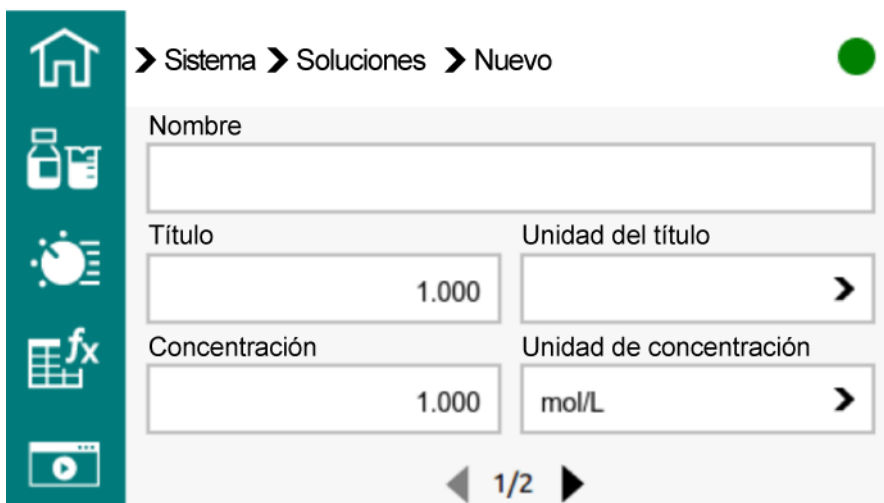 Sistema Soluciones Nuevo
Nombre
Título Unidad del título
1.000
Concentración Unidad de concentración
1.000 mol/L
1/2
fx